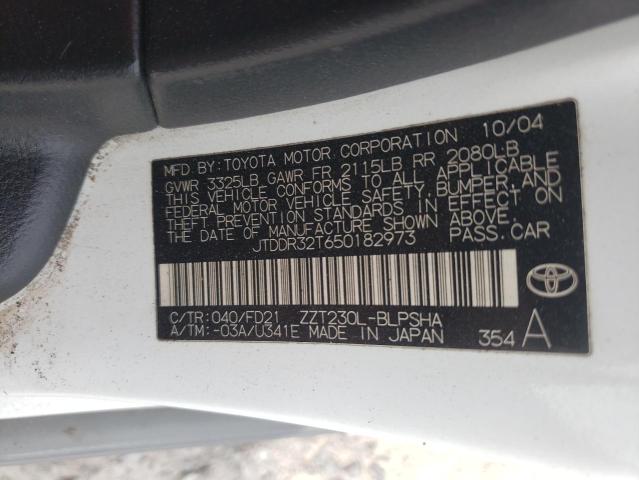 MFD BY: TOYOTA MOTOR CORPORATION 10/04
GVWR 3325LB GAWR FR 2115LB RR 2080LB
THIS VEHICLE CONFORMS TO ALL APPLICABLE
FEDERAL MOTOR VEHICLE SAFETY, BUMPER, AND
THEFT PREVENTION STANDARDS IN EFFECT ON
THE DATE OF MANUFACTURE SHOWN ABOVE.
JTDDR32T650182973 PASS.CAR
C/TR: 040/FD21 ZZT230L-BLPSHA
A/TM: -03A/U341E MADE IN JAPAN 354 A